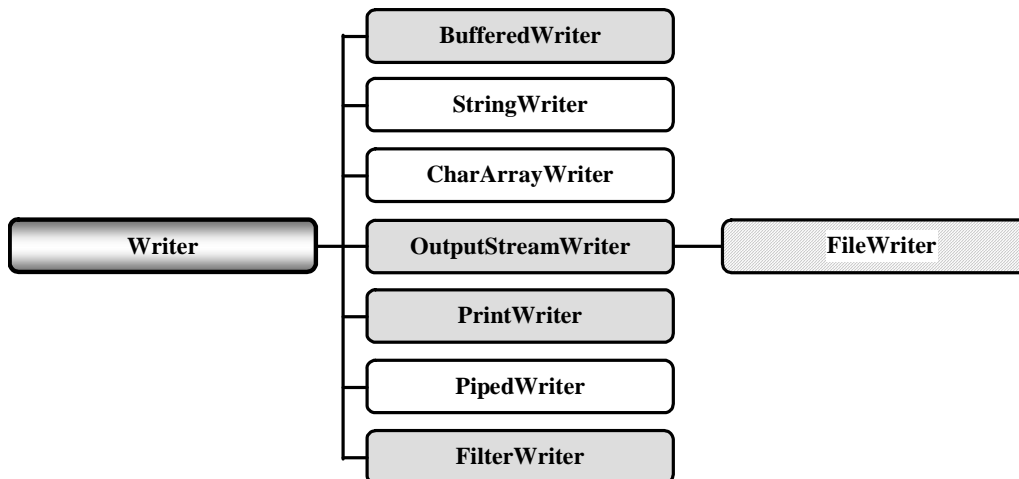 BufferedWriter
StringWriter
CharArrayWriter
Writer
OutputStreamWriter
FileWriter
PrintWriter
PipedWriter
FilterWriter